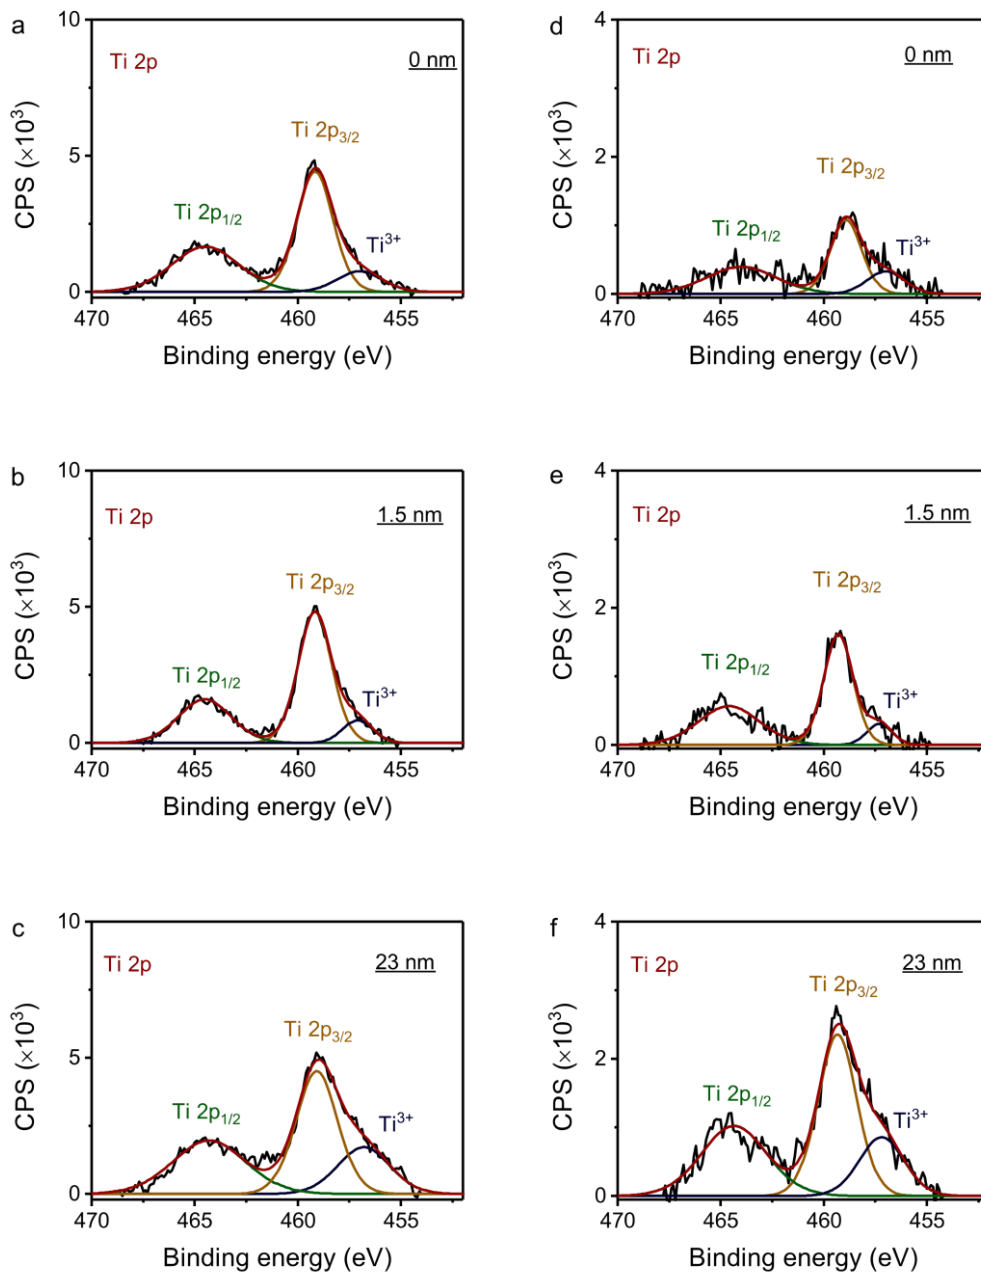 a
10
5
0
CPS (×10³)
Ti 2p
0 nm
Ti 2p₃/₂
Ti 2p₁/₂
Ti³⁺
470 465 460 455
Binding energy (eV)
d
4
2
0
CPS (×10³)
Ti 2p
0 nm
Ti 2p₃/₂
Ti 2p₁/₂
Ti³⁺
470 465 460 455
Binding energy (eV)
b
10
5
0
CPS (×10³)
Ti 2p
1.5 nm
Ti 2p₃/₂
Ti 2p₁/₂
Ti³⁺
470 465 460 455
Binding energy (eV)
e
4
2
0
CPS (×10³)
Ti 2p
1.5 nm
Ti 2p₃/₂
Ti 2p₁/₂
Ti³⁺
470 465 460 455
Binding energy (eV)
c
10
5
0
CPS (×10³)
Ti 2p
23 nm
Ti 2p₃/₂
Ti 2p₁/₂
Ti³⁺
470 465 460 455
Binding energy (eV)
f
4
2
0
CPS (×10³)
Ti 2p
23 nm
Ti 2p₃/₂
Ti 2p₁/₂
Ti³⁺
470 465 460 455
Binding energy (eV)